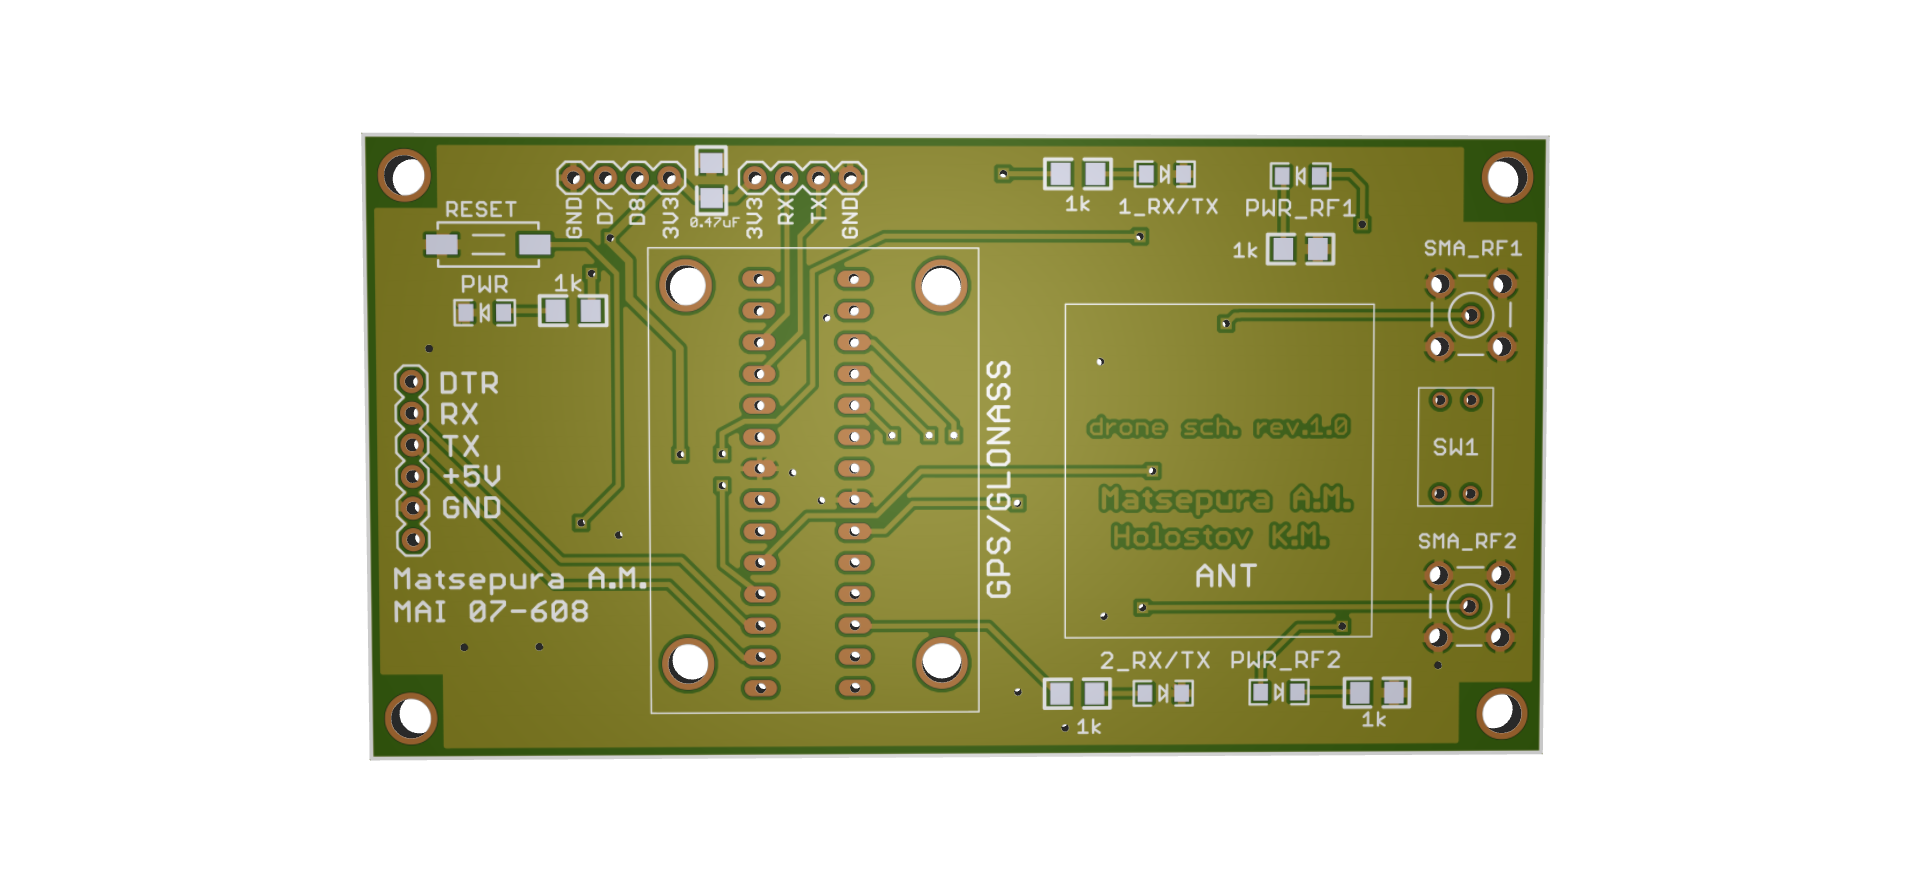 RESET
GND
D7
D8
3V3
0.47uF
3V3
RX
TX
GND
1k
1_RX/TX
PWR_RF1
1k
SMA_RF1
PWR
1k
DTR
RX
TX
+5V
GND
Matsepura A.M.
MAI 07-608
GPS/GLONASS
drone sch. rev.1.0
Matsepura A.M.
Holostov K.M.
ANT
SW1
SMA_RF2
2_RX/TX
PWR_RF2
1k
1k